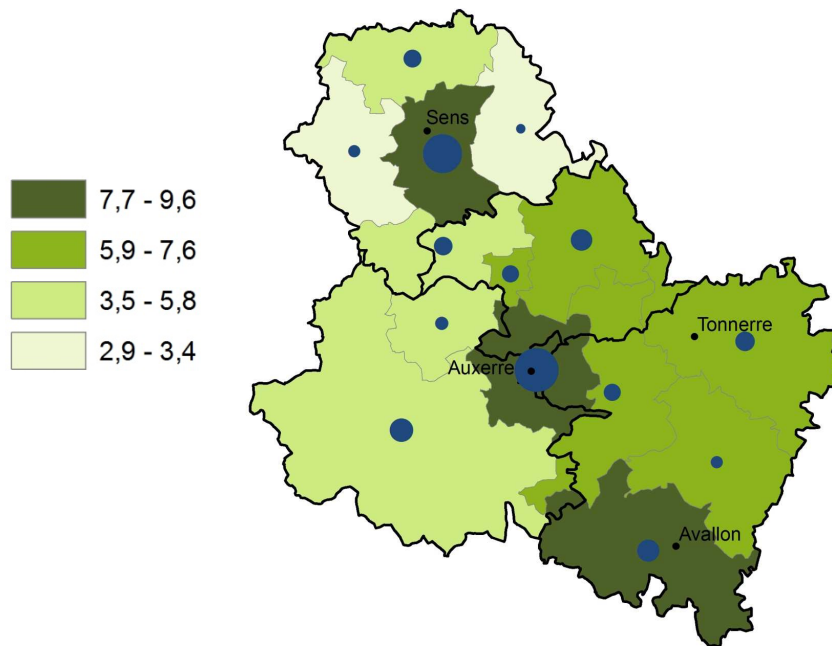 Sens
7,7 - 9,6
5,9 - 7,6
3,5 - 5,8
2,9 - 3,4
Tonnerre
Auxerre
Avallon